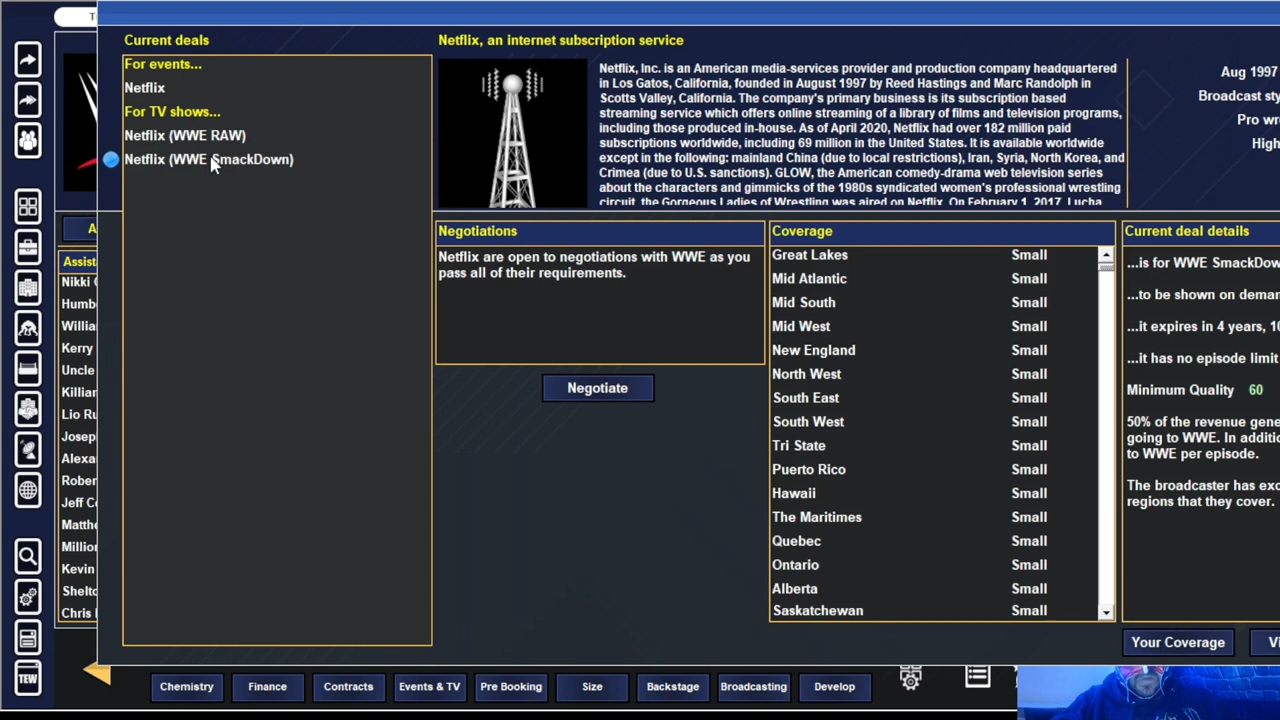 Current deals
For events...
Netflix
For TV shows...
Netflix (WWE RAW)
Netflix (WWE SmackDown)
Netflix, an internet subscription service
Netflix, Inc. is an American media-services provider and production company headquartered
in Los Gatos, California, founded in August 1997 by Reed Hastings and Marc Randolph in
Scotts Valley, California. The company's primary business is its subscription based
streaming service which offers online streaming of a library of films and television programs,
including those produced in-house. As of April 2020, Netflix had over 182 million paid
subscriptions worldwide, including 69 million in the United States. It is available worldwide
except in the following: mainland China (due to local restrictions), Iran, Syria, North Korea, and
Crimea (due to U.S. sanctions). GLOW, the American comedy-drama web television series
about the characters and gimmicks of the 1980s syndicated women's professional wrestling
circuit, the Gorgeous Ladies of Wrestling was aired on Netflix. On February 1, 2017, Lucha
Aug 1997
Broadcast sty
Pro wr
High
Negotiations
Netflix are open to negotiations with WWE as you
pass all of their requirements.
Negotiate
Coverage
Great Lakes Small
Mid Atlantic Small
Mid South Small
Mid West Small
New England Small
North West Small
South East Small
South West Small
Tri State Small
Puerto Rico Small
Hawaii Small
The Maritimes Small
Quebec Small
Ontario Small
Alberta Small
Saskatchewan Small
Current deal details
...is for WWE SmackDow
...to be shown on deman
...it expires in 4 years, 10
...it has no episode limit
Minimum Quality 60
50% of the revenue gene
going to WWE. In additio
to WWE per episode.
The broadcaster has exc
regions that they cover.
Your Coverage
Vi
T
A
Assista
Nikki
Humb
Willia
Kerry
Uncle
Killian
Lio Ru
Josep
Alexa
Rober
Jeff C
Matthe
Million
Kevin
Shelto
Chris
TEW
Chemistry
Finance
Contracts
Events & TV
Pre Booking
Size
Backstage
Broadcasting
Develop